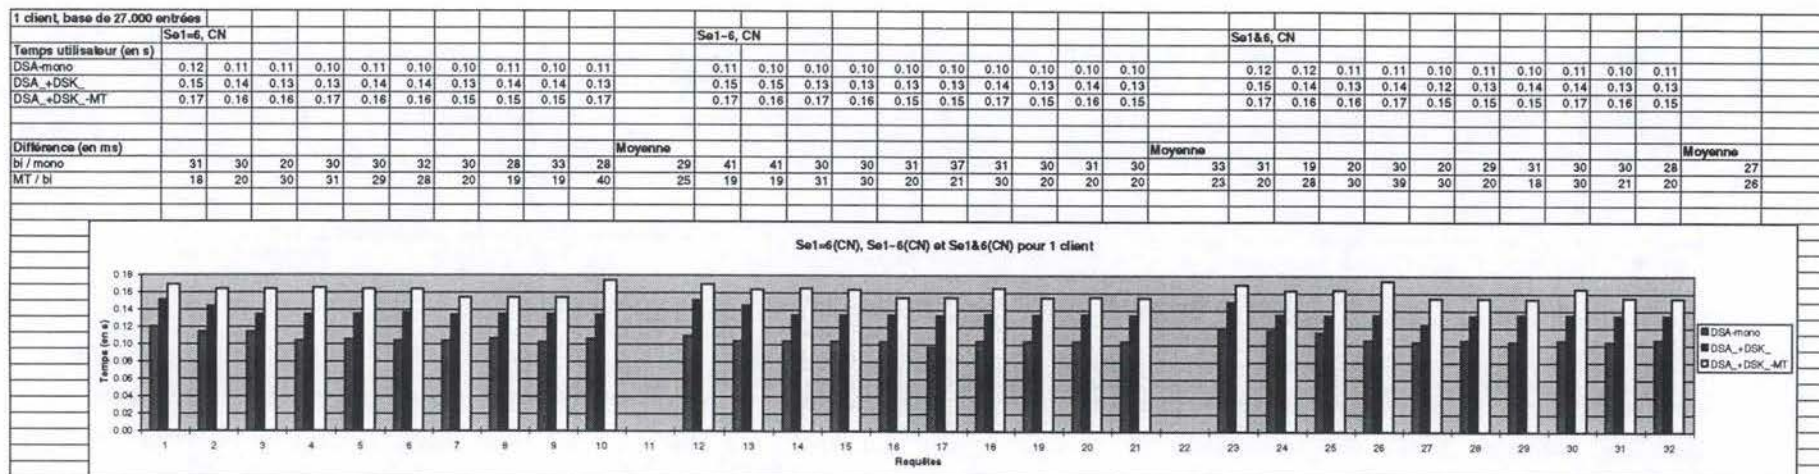 1 client, base de 27.000 entrées
Se1=6, CN Se1~6, CN Se1&6, CN
Temps utilisateur (en s)
DSA-mono 0.12 0.11 0.11 0.10 0.11 0.10 0.10 0.11 0.10 0.11 0.11 0.10 0.10 0.10 0.10 0.10 0.10 0.10 0.10 0.10 0.12 0.12 0.11 0.11 0.10 0.11 0.10 0.11 0.10 0.11
DSA_+DSK_ 0.15 0.14 0.13 0.13 0.14 0.14 0.13 0.14 0.14 0.13 0.15 0.15 0.13 0.13 0.13 0.13 0.14 0.13 0.14 0.13 0.15 0.14 0.13 0.14 0.12 0.13 0.14 0.14 0.13 0.13
DSA_+DSK_-MT 0.17 0.16 0.16 0.17 0.16 0.16 0.15 0.15 0.15 0.17 0.17 0.16 0.17 0.16 0.15 0.15 0.17 0.15 0.16 0.15 0.17 0.16 0.16 0.17 0.15 0.15 0.15 0.17 0.16 0.15
Différence (en ms) Moyenne Moyenne Moyenne
bi / mono 31 30 20 30 30 32 30 28 33 28 29 41 41 30 30 31 37 31 30 31 30 33 31 19 20 30 20 29 31 30 30 28 27
MT / bi 18 20 30 31 29 28 20 19 19 40 25 19 19 31 30 20 21 30 20 20 20 23 20 28 30 39 30 20 18 30 21 20 26
Se1=6(CN), Se1~6(CN) et Se1&6(CN) pour 1 client
Temps (en s)
0.18
0.16
0.14
0.12
0.10
0.08
0.06
0.04
0.02
0.00
DSA-mono
DSA_+DSK_
DSA_+DSK_-MT
1 2 3 4 5 6 7 8 9 10 11 12 13 14 15 16 17 18 19 20 21 22 23 24 25 26 27 28 29 30 31 32
Requêtes